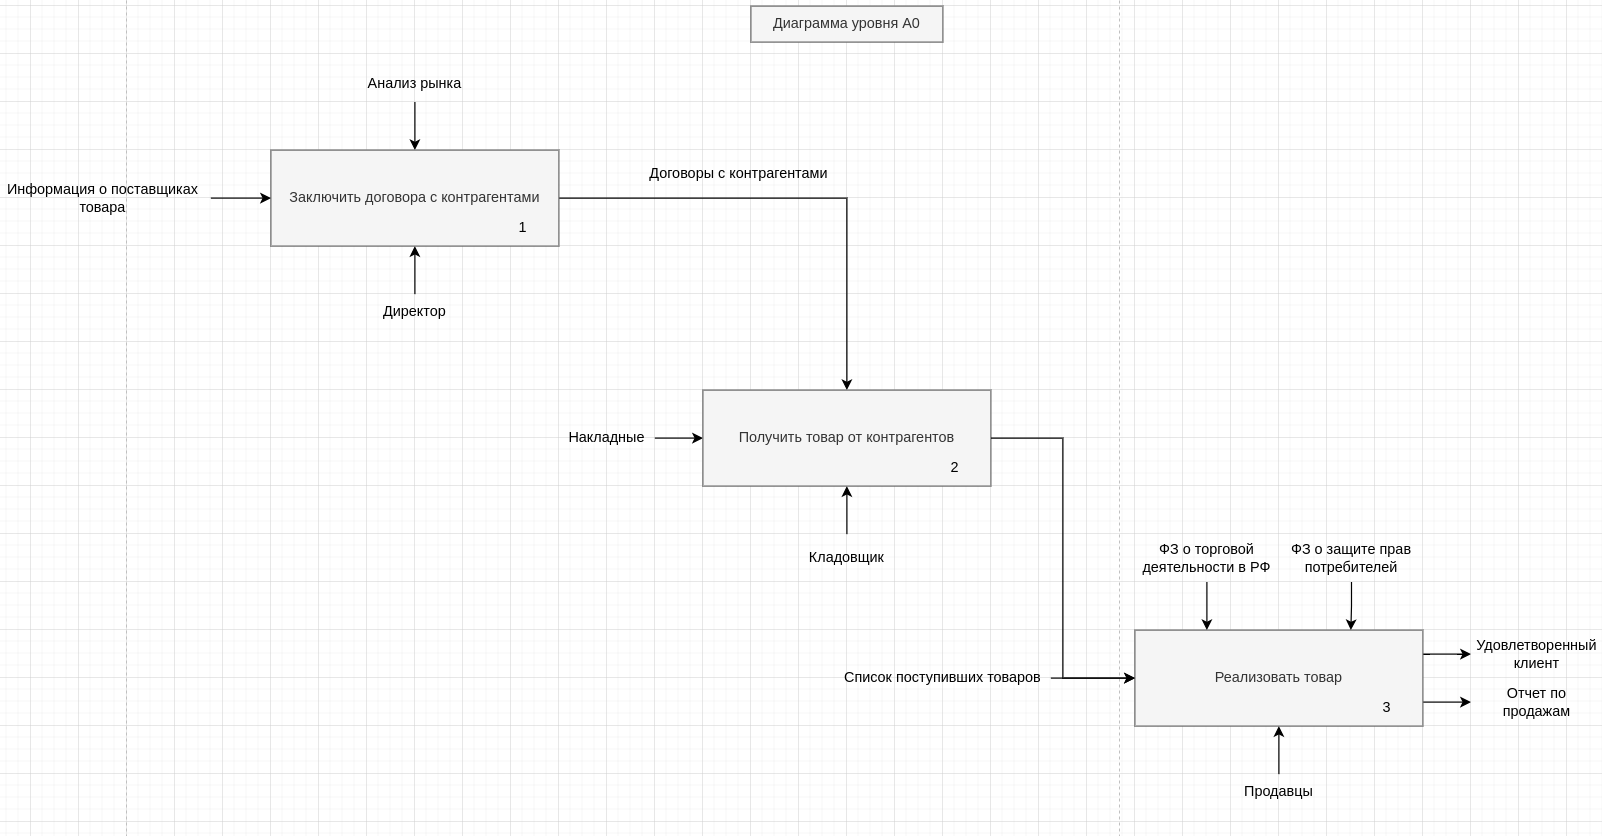 Диаграмма уровня А0
Анализ рынка
Информация о поставщиках
товара
Заключить договора с контрагентами
1
Договоры с контрагентами
Директор
Накладные
Получить товар от контрагентов
2
Кладовщик
ФЗ о торговой
деятельности в РФ
ФЗ о защите прав
потребителей
Список поступивших товаров
Реализовать товар
3
Удовлетворенный
клиент
Отчет по
продажам
Продавцы